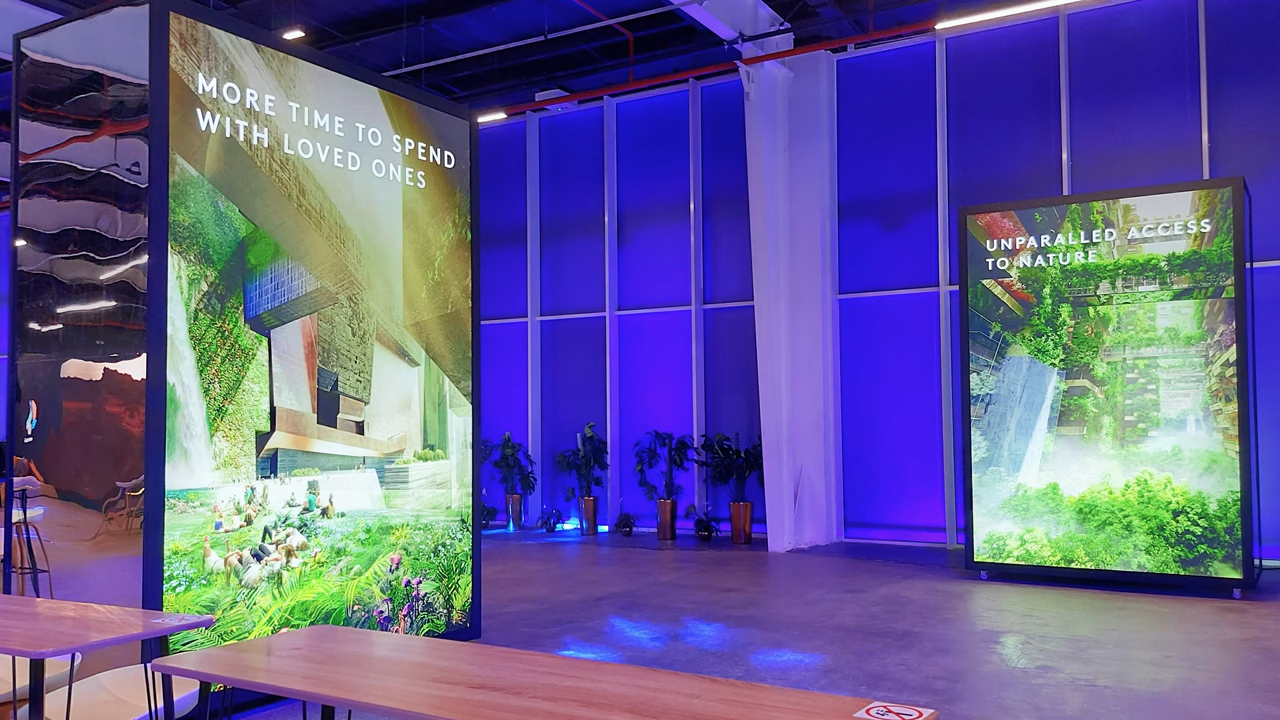 MORE TIME TO SPEND
WITH LOVED ONES
UNPARALLED ACCESS
TO NATURE